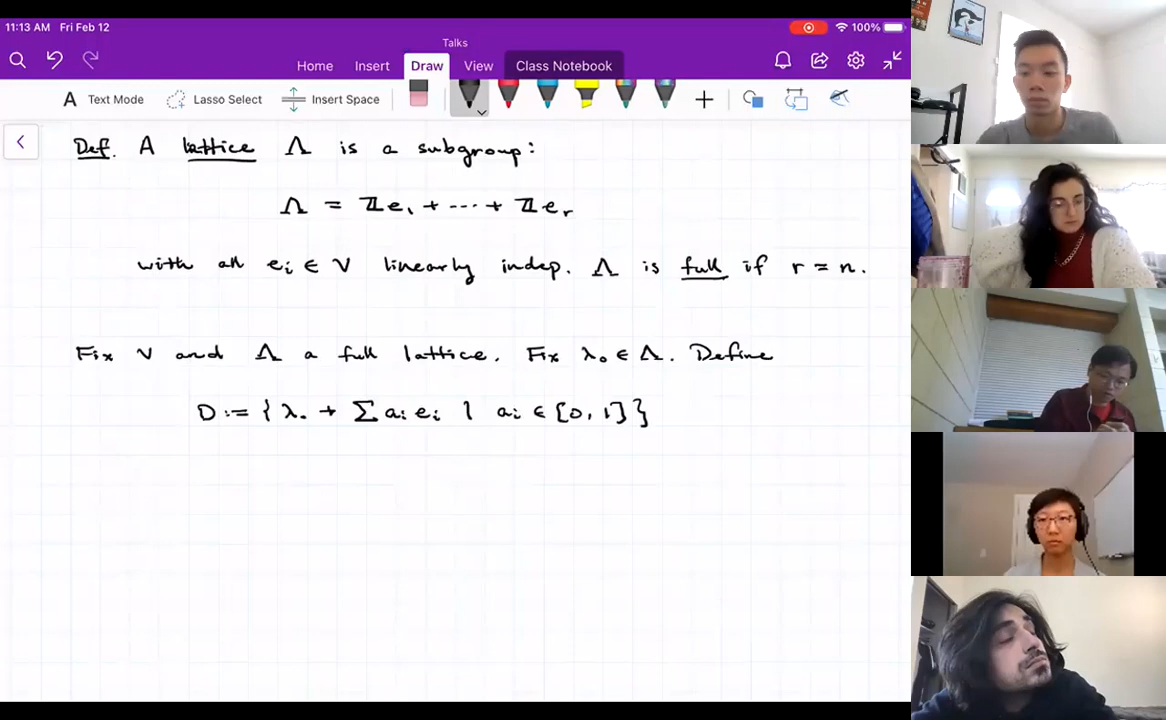 11:13 AM Fri Feb 12 100%
Talks
Home Insert Draw View Class Notebook
Text Mode Lasso Select Insert Space
Def. A lattice Λ is a subgroup:
Λ = ℤe₁ + ··· + ℤeᵣ
with all eᵢ ∈ V linearly indep. Λ is full if r = n.
Fix V and Λ a full lattice. Fix λ₀ ∈ Λ. Define
D := { λ₀ + Σ aᵢ eᵢ | aᵢ ∈ [0, 1] }